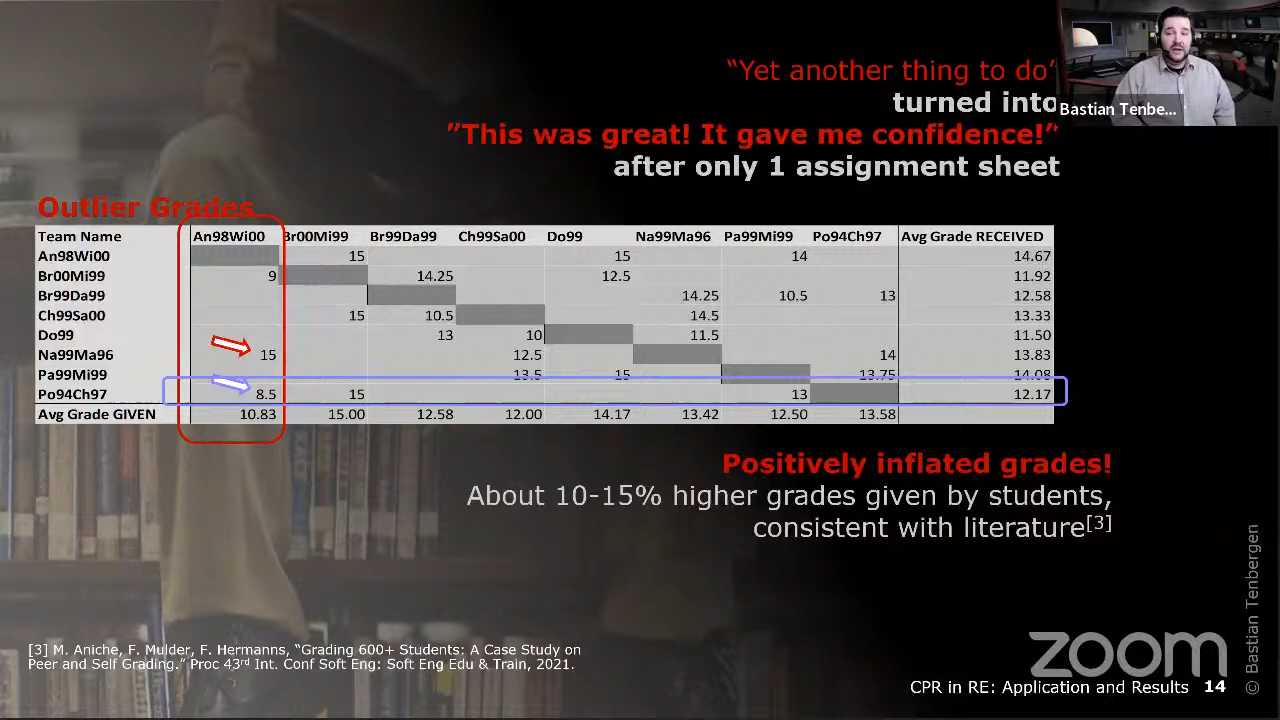 “Yet another thing to do”
turned into
”This was great! It gave me confidence!”
after only 1 assignment sheet
Bastian Tenbe...
Outlier Grades
Team Name An98Wi00 Br00Mi99 Br99Da99 Ch99Sa00 Do99 Na99Ma96 Pa99Mi99 Po94Ch97 Avg Grade RECEIVED
An98Wi00 15 15 14 14.67
Br00Mi99 9 14.25 12.5 11.92
Br99Da99 14.25 10.5 13 12.58
Ch99Sa00 15 10.5 14.5 13.33
Do99 13 10 11.5 11.50
Na99Ma96 15 12.5 14 13.83
Pa99Mi99 13.5 15 13.75 14.08
Po94Ch97 8.5 15 13 12.17
Avg Grade GIVEN 10.83 15.00 12.58 12.00 14.17 13.42 12.50 13.58
Positively inflated grades!
About 10-15% higher grades given by students,
consistent with literature[3]
[3] M. Aniche, F. Mulder, F. Hermanns, “Grading 600+ Students: A Case Study on
Peer and Self Grading.” Proc 43rd Int. Conf Soft Eng: Soft Eng Edu & Train, 2021.
zoom
CPR in RE: Application and Results 14
© Bastian Tenbergen